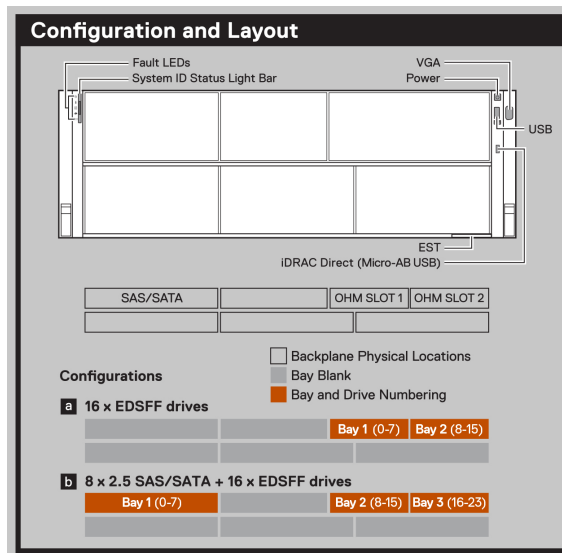 Configuration and Layout
Fault LEDs
System ID Status Light Bar
VGA
Power
USB
EST
iDRAC Direct (Micro-AB USB)
SAS/SATA
OHM SLOT 1
OHM SLOT 2
Backplane Physical Locations
Configurations
Bay Blank
Bay and Drive Numbering
a 16 x EDSFF drives
Bay 1 (0-7)
Bay 2 (8-15)
b 8 x 2.5 SAS/SATA + 16 x EDSFF drives
Bay 1 (0-7)
Bay 2 (8-15)
Bay 3 (16-23)